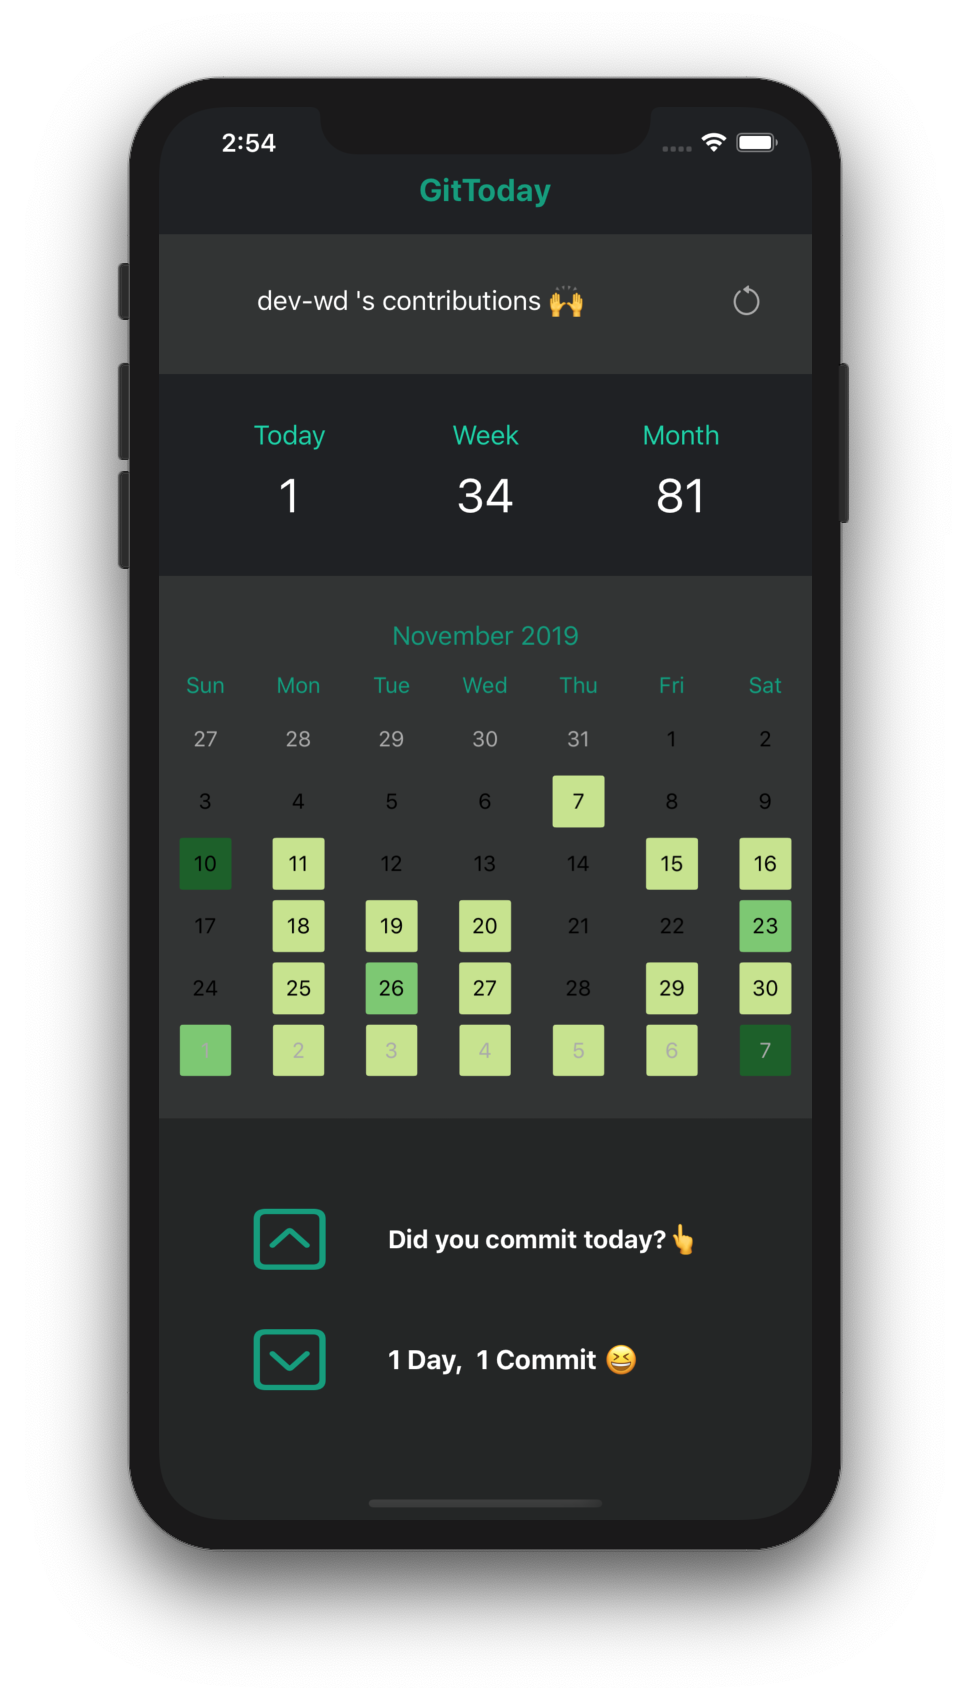 2:54
GitToday
dev-wd 's contributions 🙌
Today Week Month
1 34 81
November 2019
Sun Mon Tue Wed Thu Fri Sat
27 28 29 30 31 1 2
3 4 5 6 7 8 9
10 11 12 13 14 15 16
17 18 19 20 21 22 23
24 25 26 27 28 29 30
1 2 3 4 5 6 7
Did you commit today?👆
1 Day, 1 Commit 😆